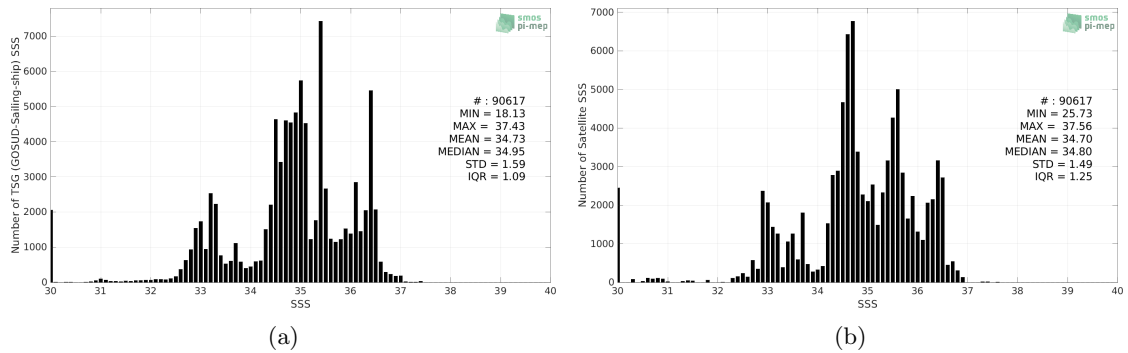 smos
pi-mep
Number of TSG (GOSUD-Sailing-ship) SSS
7000
6000
5000
4000
3000
2000
1000
0
# : 90617
MIN = 18.13
MAX = 37.43
MEAN = 34.73
MEDIAN = 34.95
STD = 1.59
IQR = 1.09
30 31 32 33 34 35 36 37 38 39 40
SSS
(a)
smos
pi-mep
Number of Satellite SSS
7000
6000
5000
4000
3000
2000
1000
0
# : 90617
MIN = 25.73
MAX = 37.56
MEAN = 34.70
MEDIAN = 34.80
STD = 1.49
IQR = 1.25
30 31 32 33 34 35 36 37 38 39 40
SSS
(b)